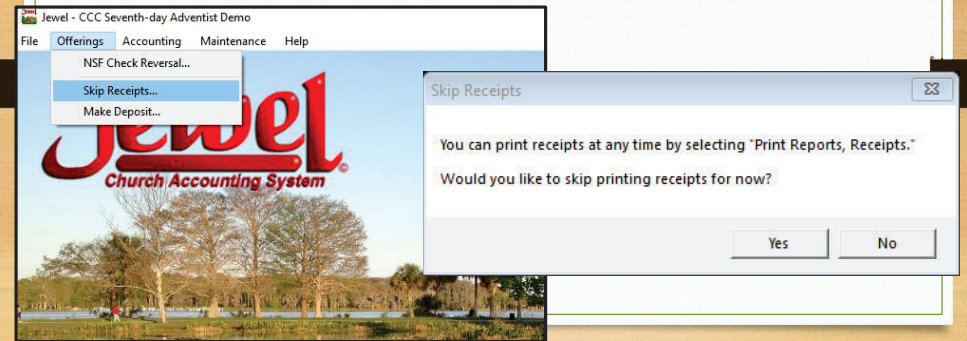 Jewel - CCC Seventh-day Adventist Demo
File Offerings Accounting Maintenance Help
NSF Check Reversal...
Skip Receipts...
Make Deposit...
Jewel
Church Accounting System
Skip Receipts
You can print receipts at any time by selecting "Print Reports, Receipts."
Would you like to skip printing receipts for now?
Yes No